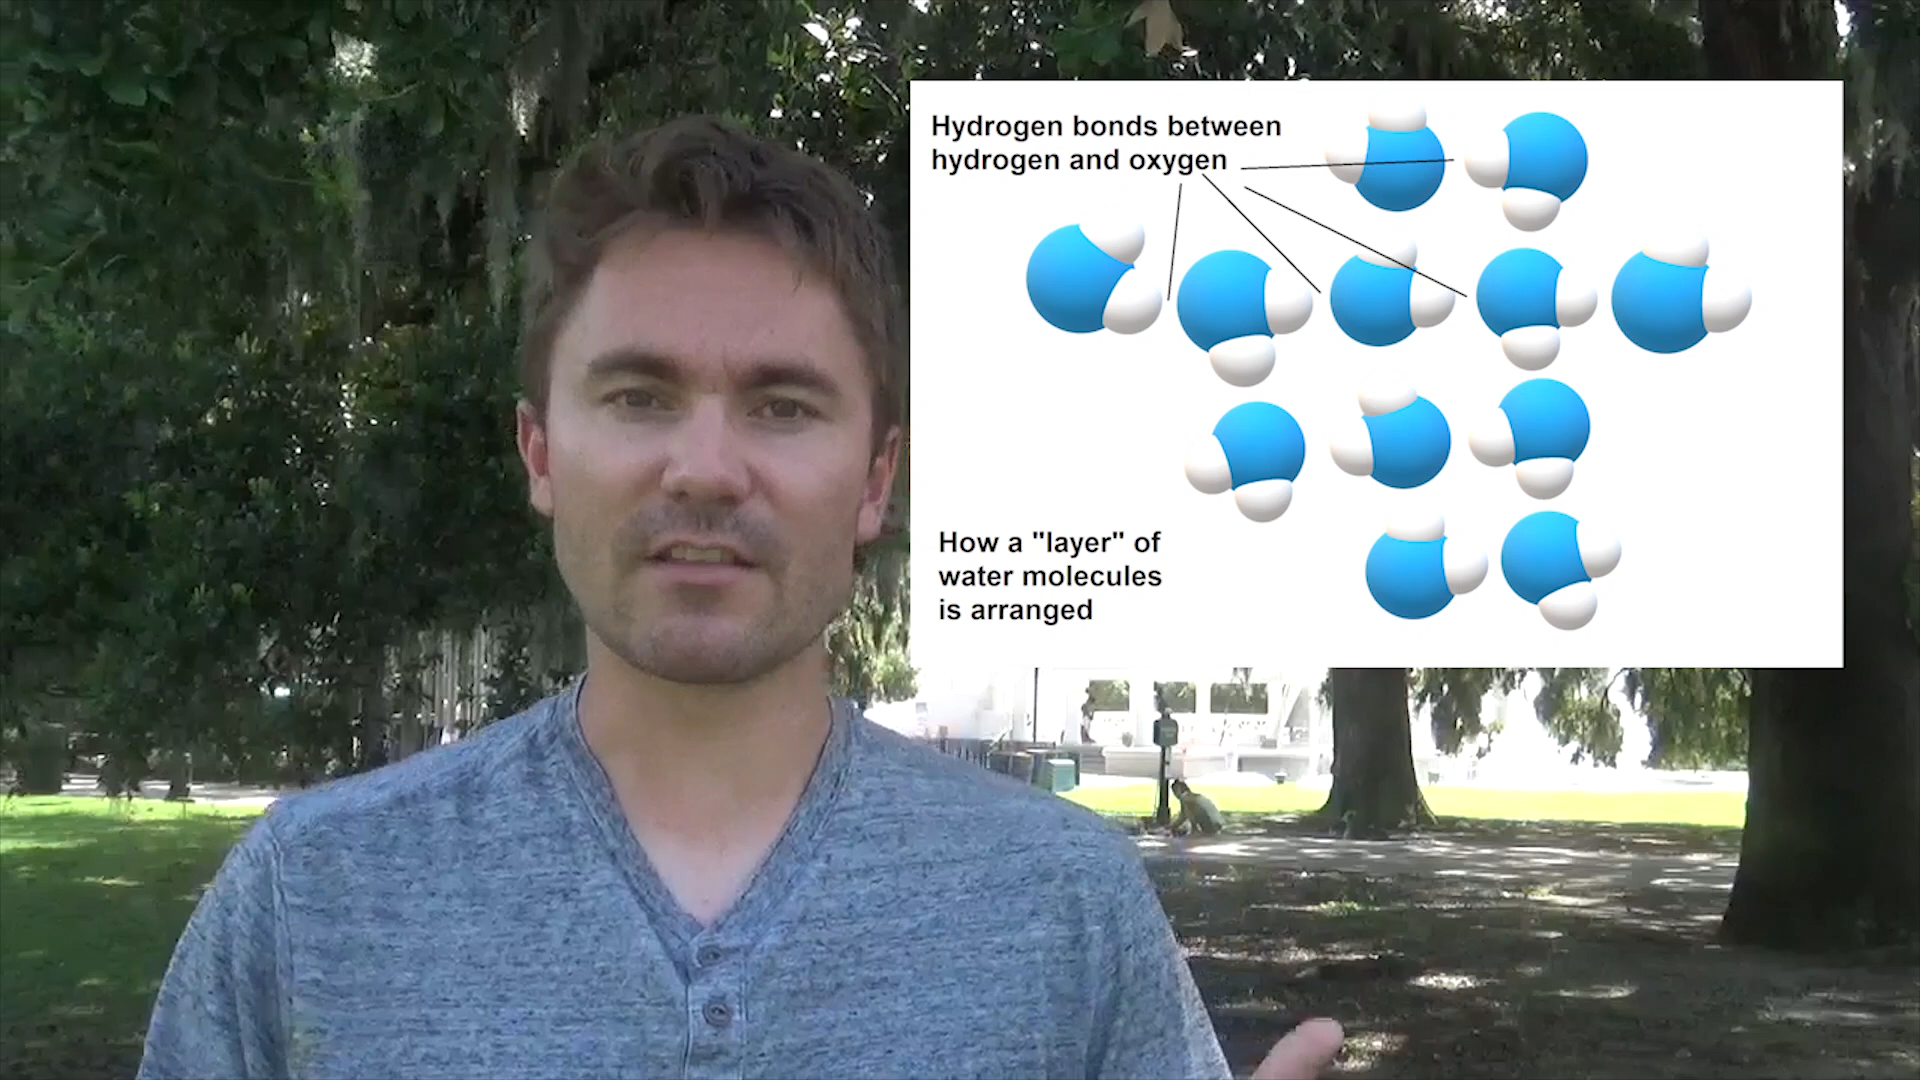 Hydrogen bonds between
hydrogen and oxygen
How a "layer" of
water molecules
is arranged